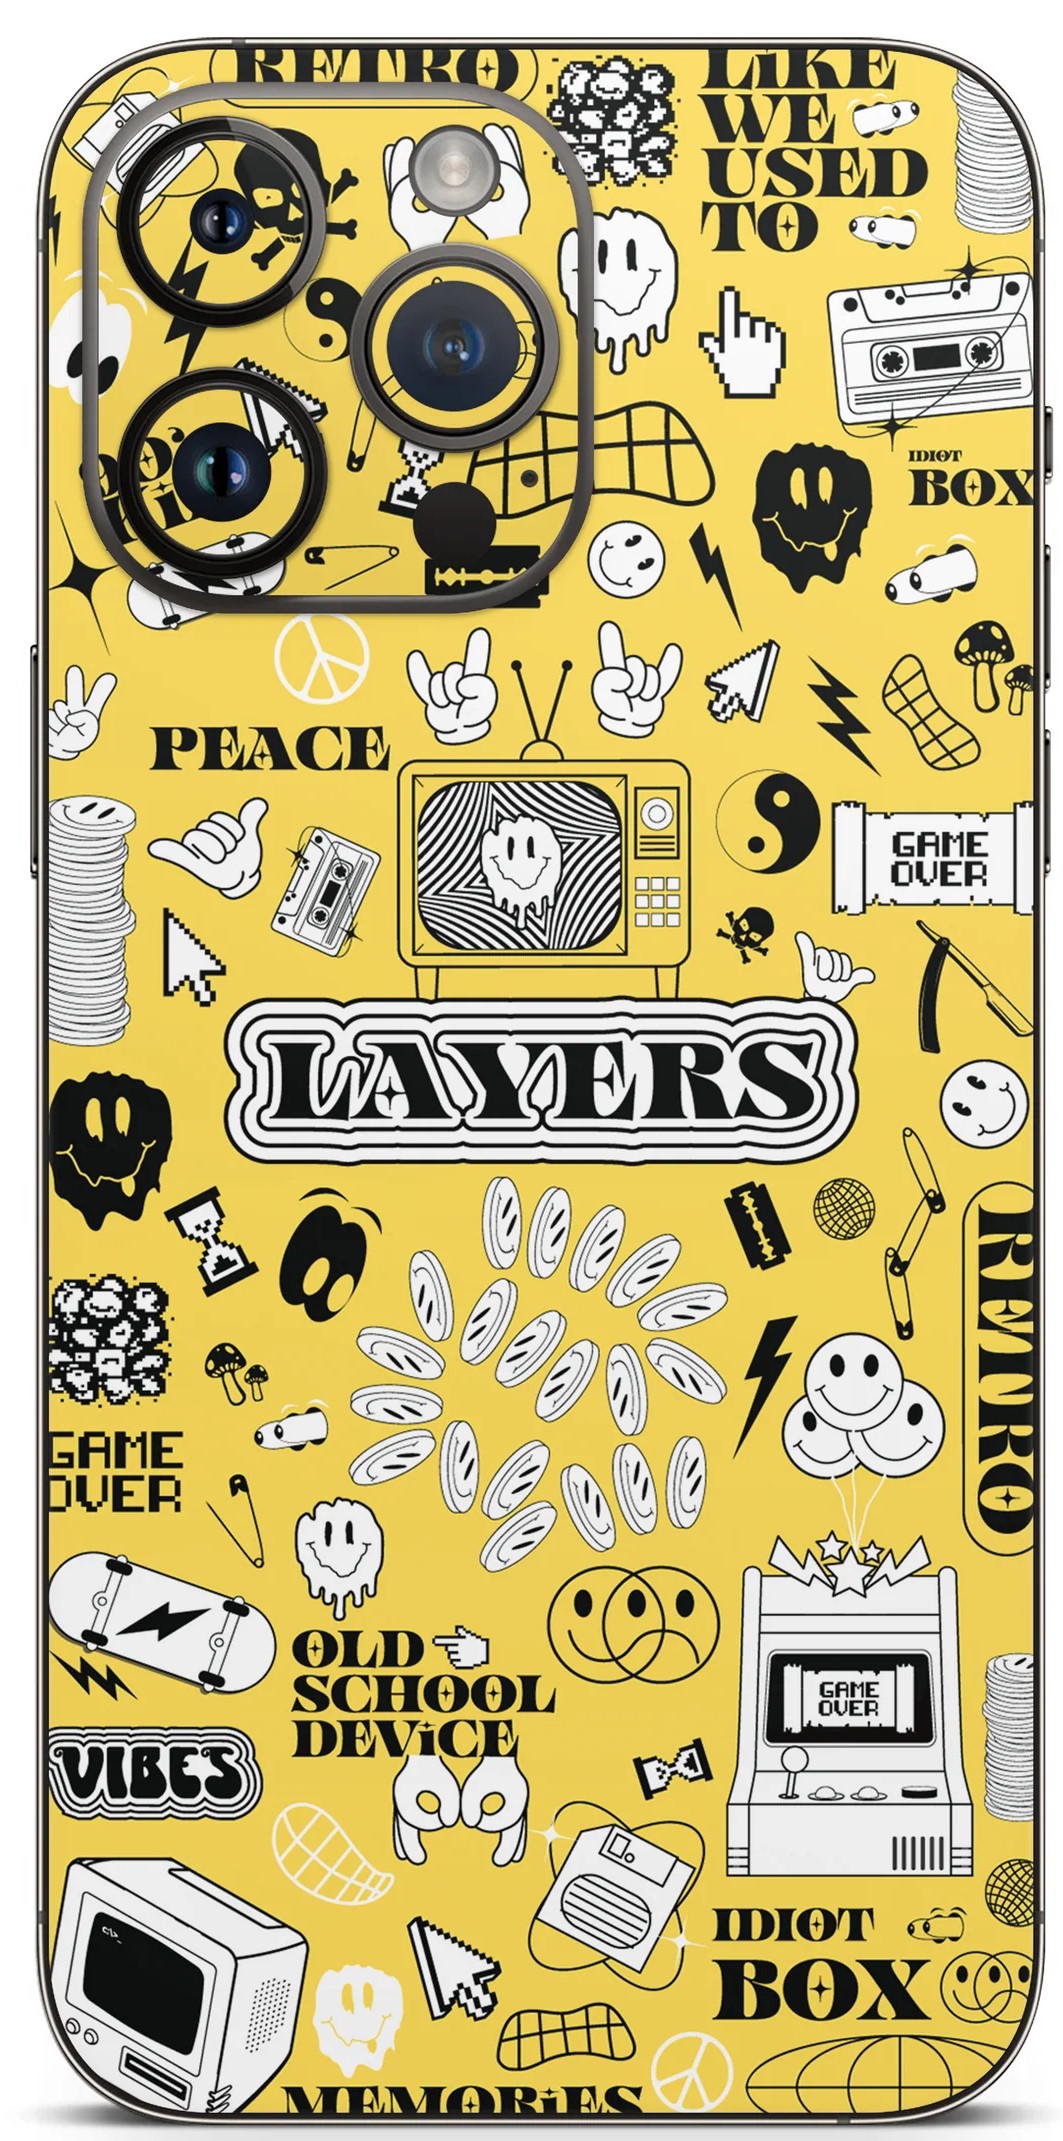 RETRO
LiKE
WE
USED
TO
IDIOT
BOX
PEACE
GAME
OVER
LAYERS
RETRO
GAME
OVER
OLD
SCHOOL
DEViCE
GAME
OVER
VIBES
IDIOT
BOX
MEMORiES